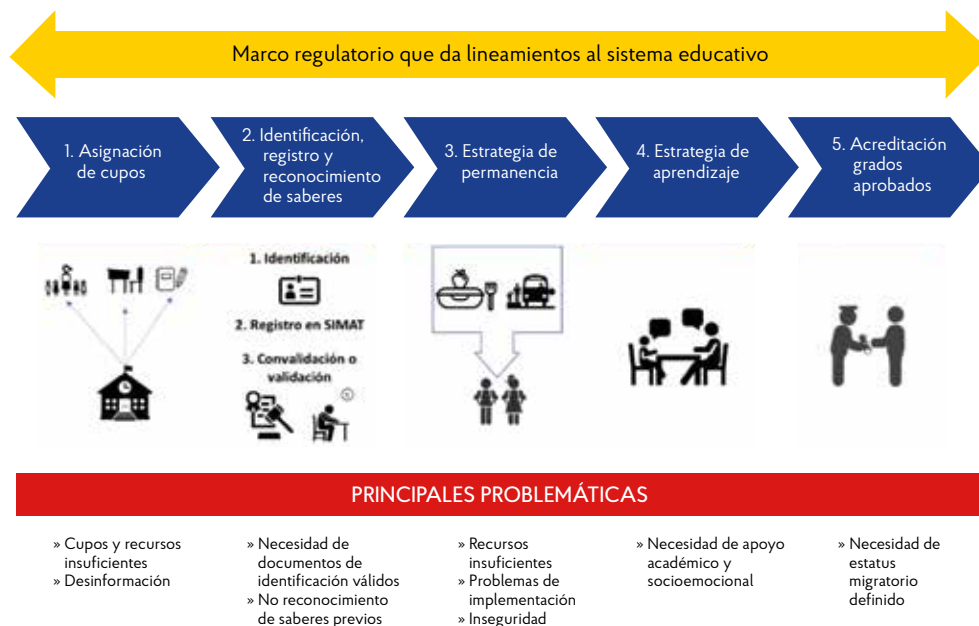 Marco regulatorio que da lineamientos al sistema educativo
1. Asignación
de cupos
2. Identificación,
registro y
reconocimiento
de saberes
3. Estrategia de
permanencia
4. Estrategia de
aprendizaje
5. Acreditación
grados
aprobados
1. Identificación
2. Registro en SIMAT
3. Convalidación o
validación
PRINCIPALES PROBLEMÁTICAS
» Cupos y recursos
insuficientes
» Desinformación
» Necesidad de
documentos de
identificación válidos
» No reconocimiento
de saberes previos
» Recursos
insuficientes
» Problemas de
implementación
» Inseguridad
» Necesidad de apoyo
académico y
socioemocional
» Necesidad de
estatus
migratorio
definido